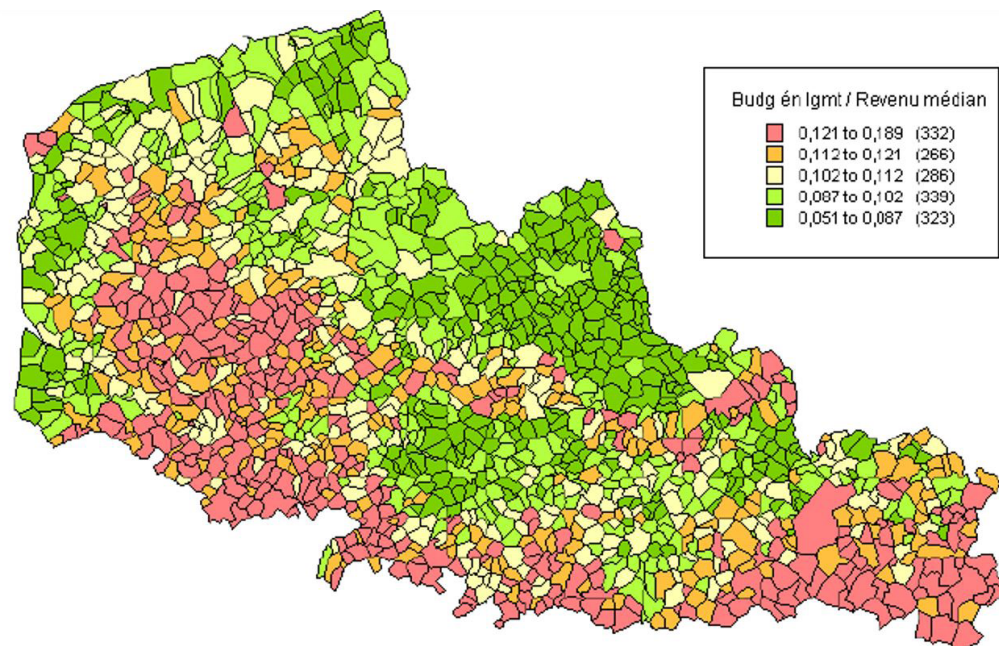 Budg én lgmt / Revenu médian
0,121 to 0,189 (332)
0,112 to 0,121 (266)
0,102 to 0,112 (286)
0,087 to 0,102 (339)
0,051 to 0,087 (323)